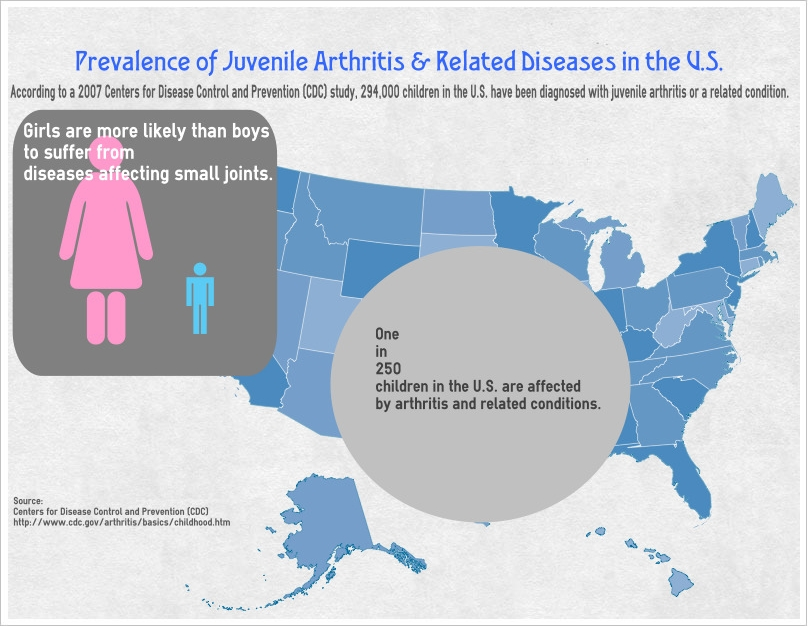 Prevalence of Juvenile Arthritis & Related Diseases in the U.S.
According to a 2007 Centers for Disease Control and Prevention (CDC) study, 294,000 children in the U.S. have been diagnosed with juvenile arthritis or a related condition.
Girls are more likely than boys
to suffer from
diseases affecting small joints.
One
in
250
children in the U.S. are affected
by arthritis and related conditions.
Source:
Centers for Disease Control and Prevention (CDC)
http://www.cdc.gov/arthritis/basics/childhood.htm